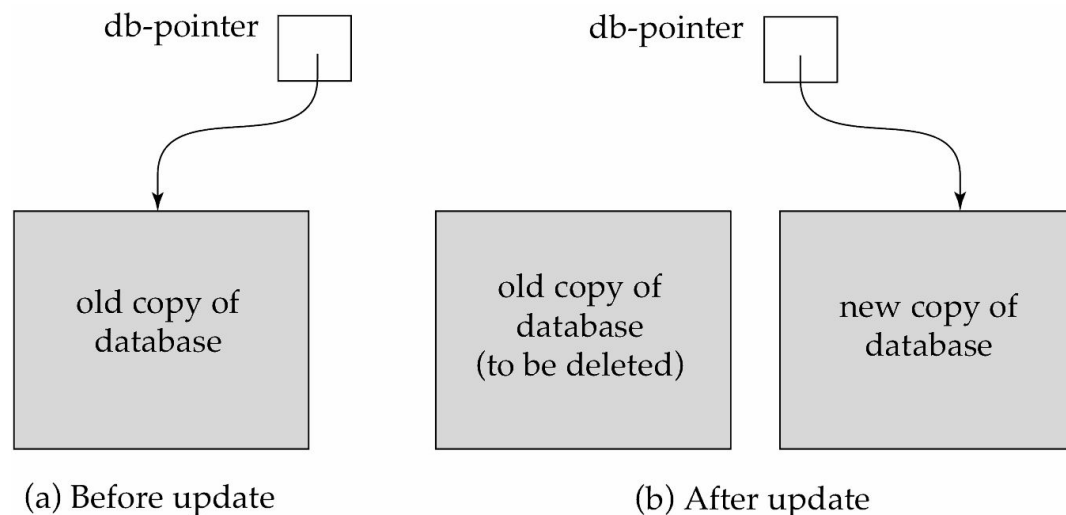 db-pointer
old copy of
database
(a) Before update
db-pointer
old copy of
database
(to be deleted)
new copy of
database
(b) After update